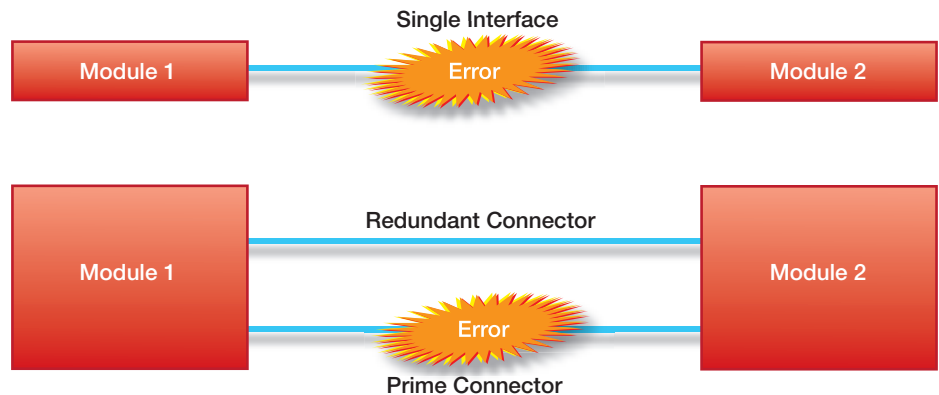 Single Interface
Module 1
Error
Module 2
Redundant Connector
Module 1
Module 2
Error
Prime Connector